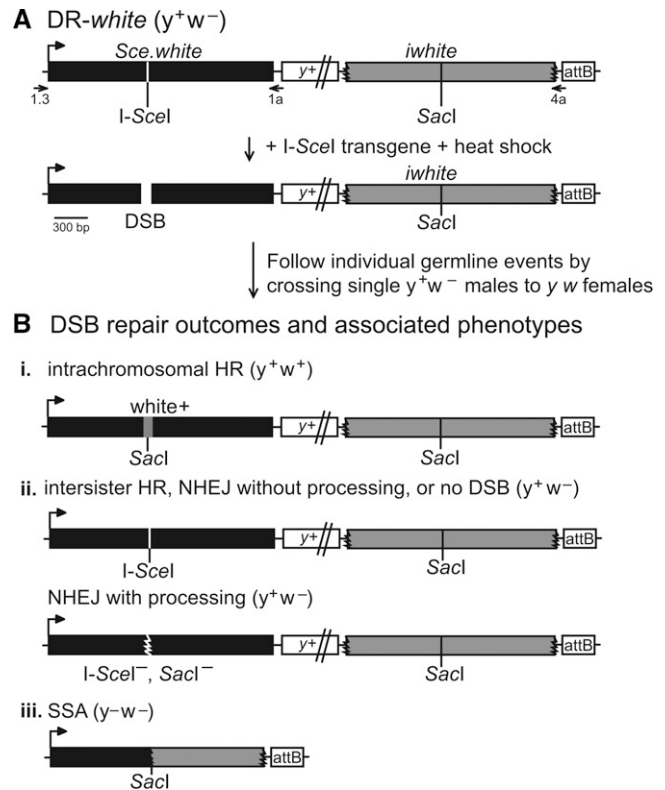 A DR-white (y+w−)
Sce.white
iwhite
y+
attB
1.3
1a
4a
I-SceI
SacI
+ I-SceI transgene + heat shock
iwhite
y+
attB
300 bp
DSB
SacI
Follow individual germline events by
crossing single y+w− males to y w females
B DSB repair outcomes and associated phenotypes
i. intrachromosomal HR (y+w+)
white+
y+
attB
SacI
SacI
ii. intersister HR, NHEJ without processing, or no DSB (y+w−)
y+
attB
I-SceI
SacI
NHEJ with processing (y+w−)
y+
attB
I-SceI−, SacI−
SacI
iii. SSA (y−w−)
attB
SacI